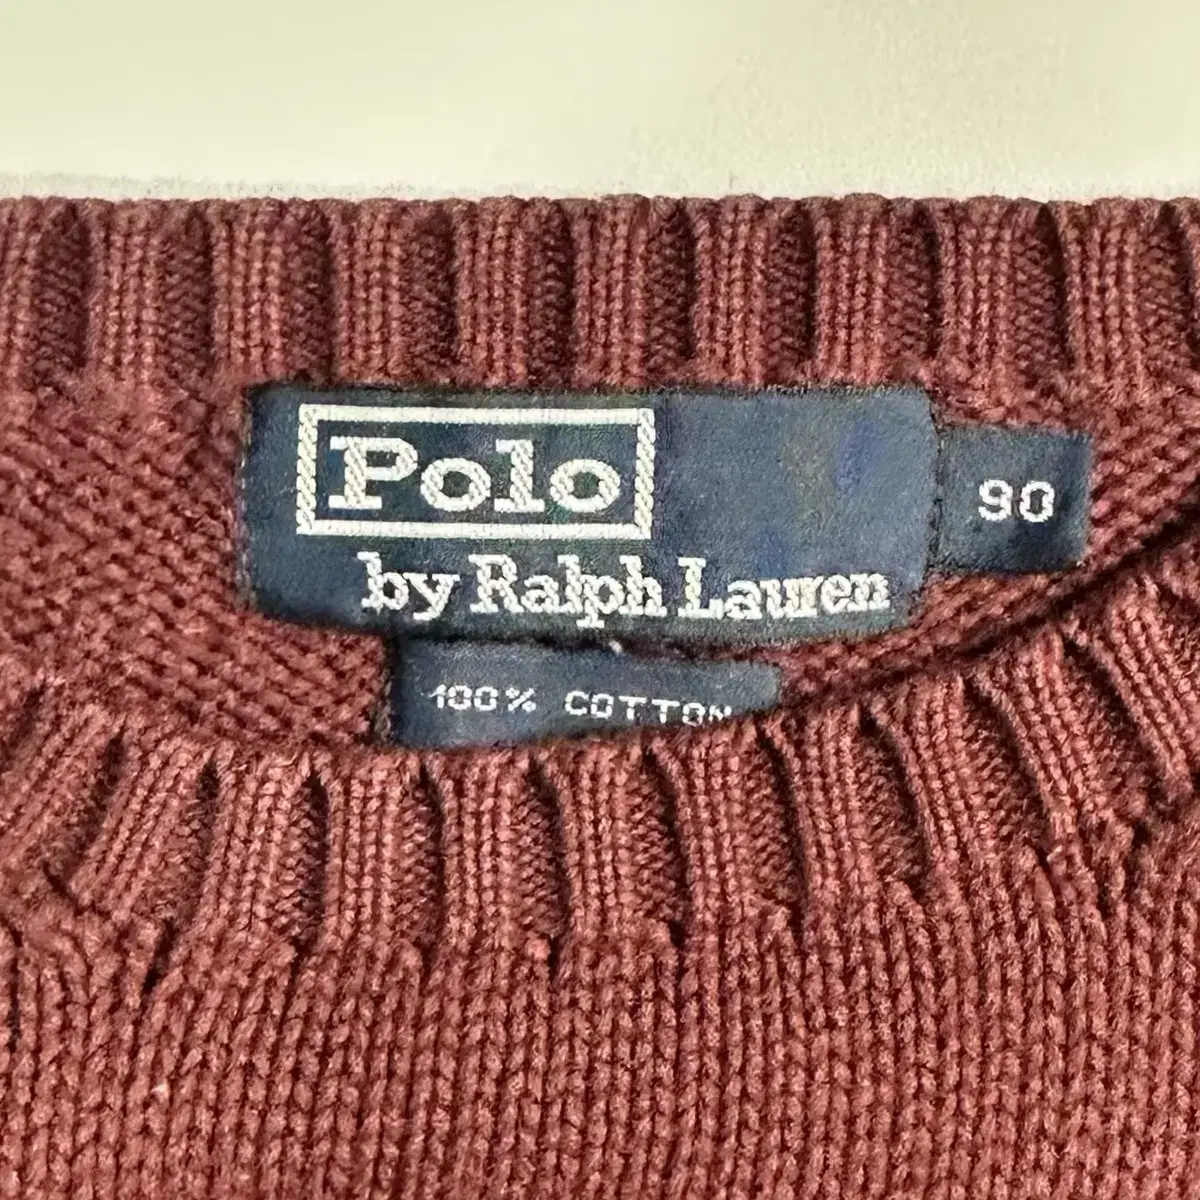 Polo
by Ralph Lauren
90
100% COTTON